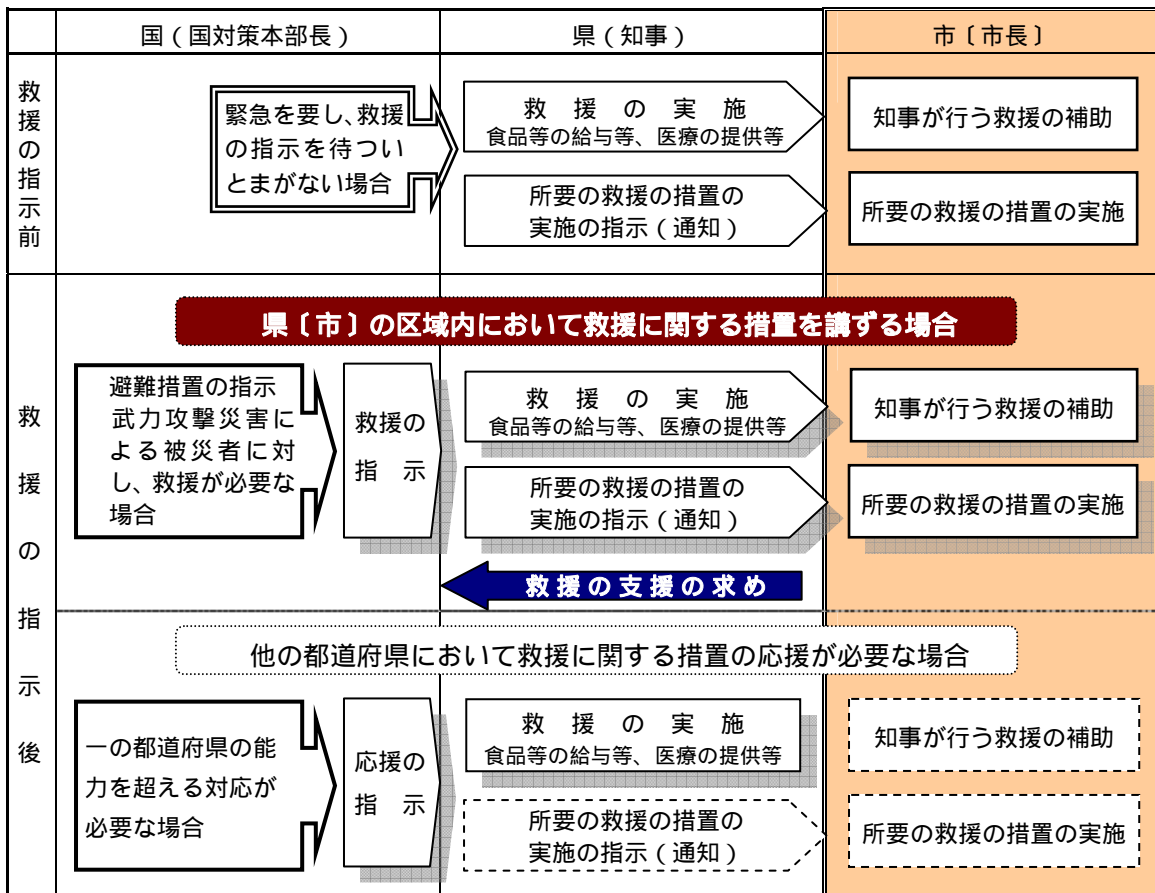 国（国対策本部長）
県（知事）
市〔市長〕
救援の指示前
緊急を要し、救援
の指示を待つい
とまがない場合
救援の実施
食品等の給与等、医療の提供等
知事が行う救援の補助
所要の救援の措置の
実施の指示（通知）
所要の救援の措置の実施
救援の指示後
県〔市〕の区域内において救援に関する措置を講ずる場合
避難措置の指示
武力攻撃災害に
よる被災者に対
し、救援が必要な
場合
救援の
指示
救援の実施
食品等の給与等、医療の提供等
知事が行う救援の補助
所要の救援の措置の
実施の指示（通知）
所要の救援の措置の実施
救援の支援の求め
他の都道府県において救援に関する措置の応援が必要な場合
一の都道府県の能
力を超える対応が
必要な場合
応援の
指示
救援の実施
食品等の給与等、医療の提供等
知事が行う救援の補助
所要の救援の措置の
実施の指示（通知）
所要の救援の措置の実施